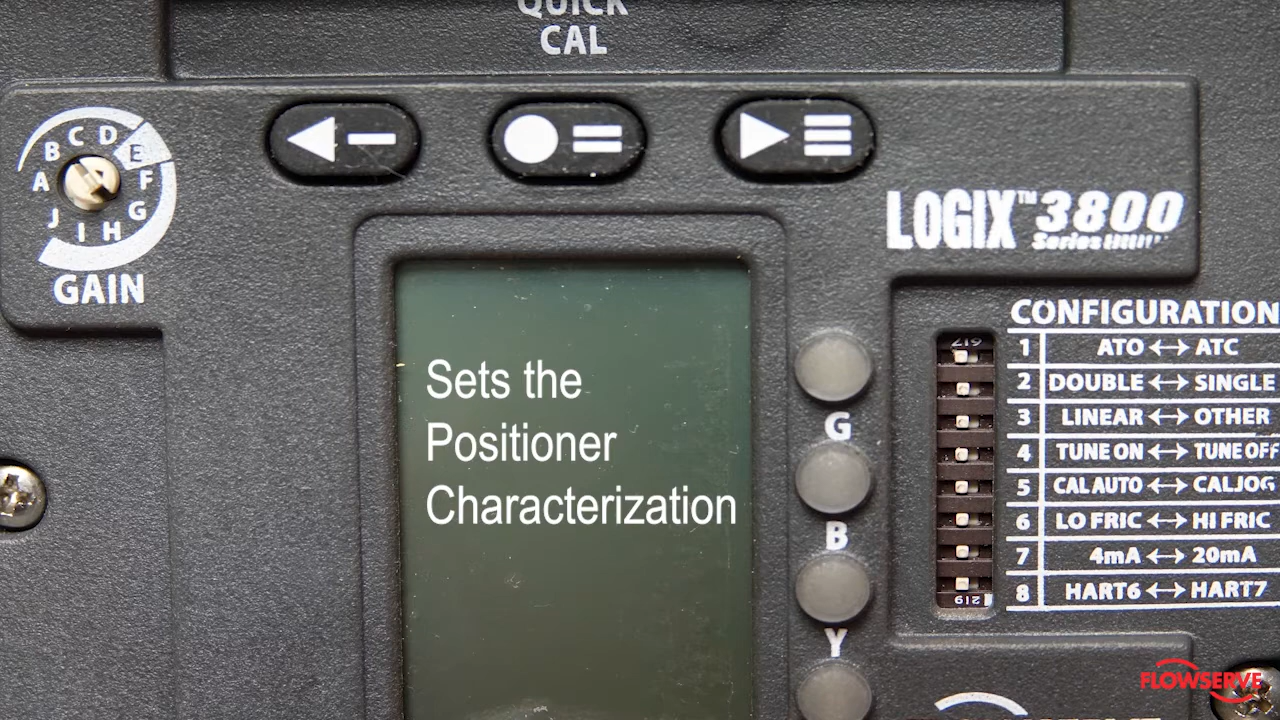 QUICK
CAL
C D
B E
A F
J G
I H
GAIN
LOGIX™ 3800
Series
CONFIGURATION
1 ATO ↔ ATC
2 DOUBLE ↔ SINGLE
3 LINEAR ↔ OTHER
4 TUNE ON ↔ TUNE OFF
5 CAL AUTO ↔ CAL JOG
6 LO FRIC ↔ HI FRIC
7 4mA ↔ 20mA
8 HART6 ↔ HART7
219
Sets the
Positioner
Characterization
G
B
Y
FLOWSERVE